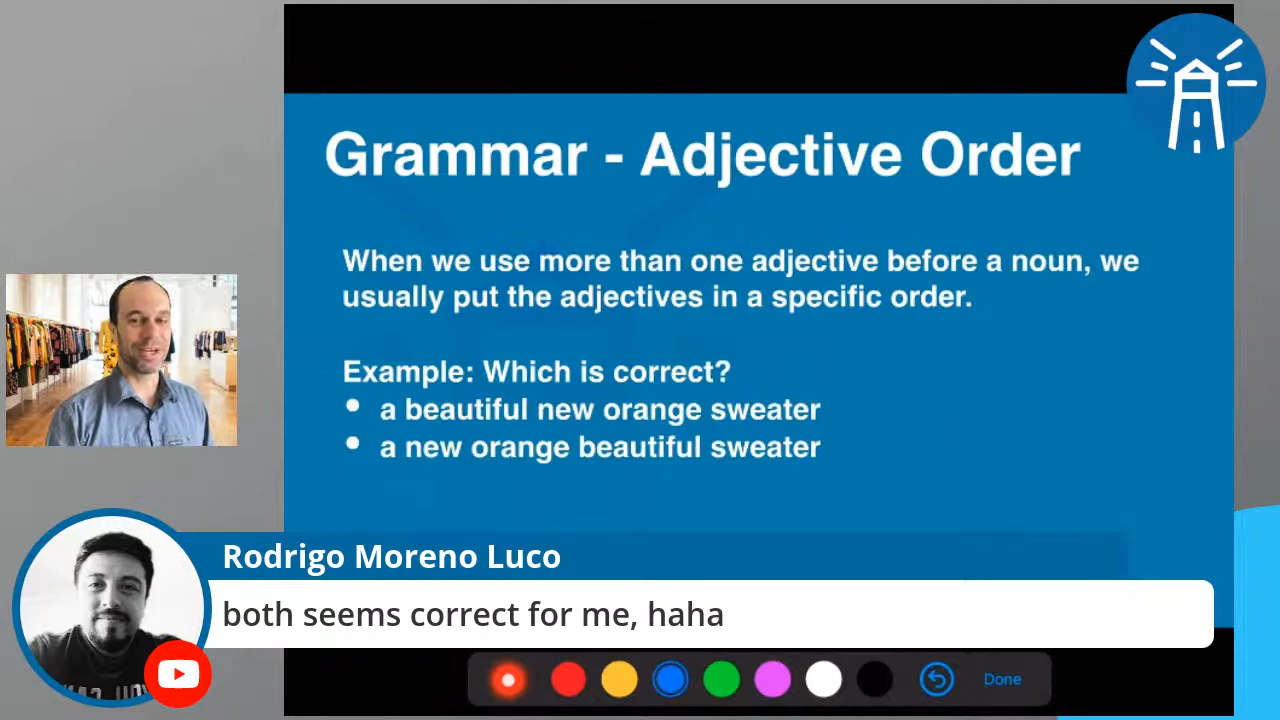 Grammar - Adjective Order
When we use more than one adjective before a noun, we
usually put the adjectives in a specific order.
Example: Which is correct?
• a beautiful new orange sweater
• a new orange beautiful sweater
Rodrigo Moreno Luco
both seems correct for me, haha
Done